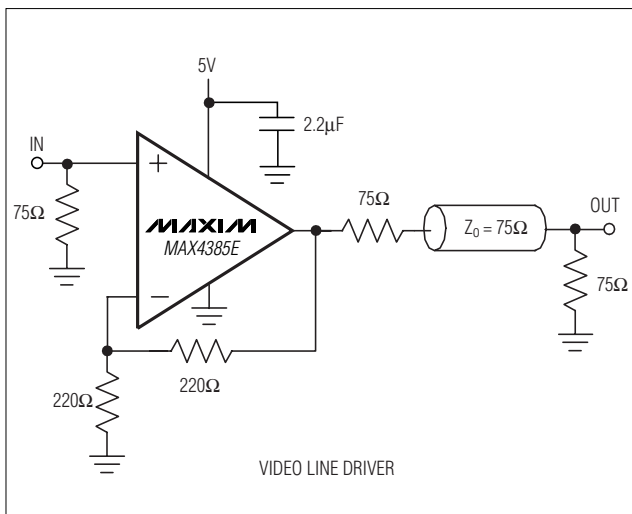 5V
2.2µF
IN
+
75Ω
MAXIM
MAX4385E
−
75Ω
Z0 = 75Ω
OUT
75Ω
220Ω
220Ω
VIDEO LINE DRIVER